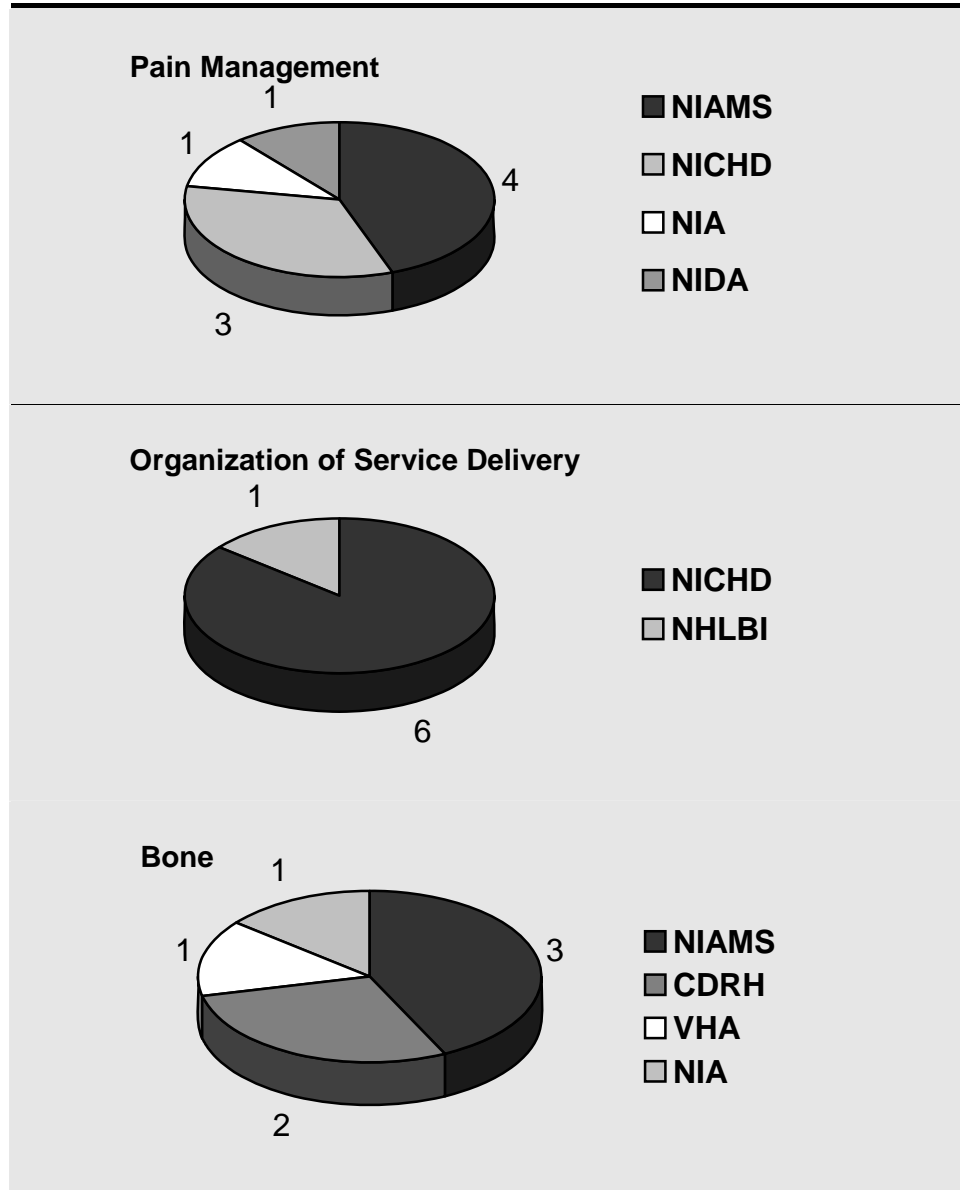 Pain Management
1
1
4
3
NIAMS
NICHD
NIA
NIDA
Organization of Service Delivery
1
6
NICHD
NHLBI
Bone
1
1
3
2
NIAMS
CDRH
VHA
NIA